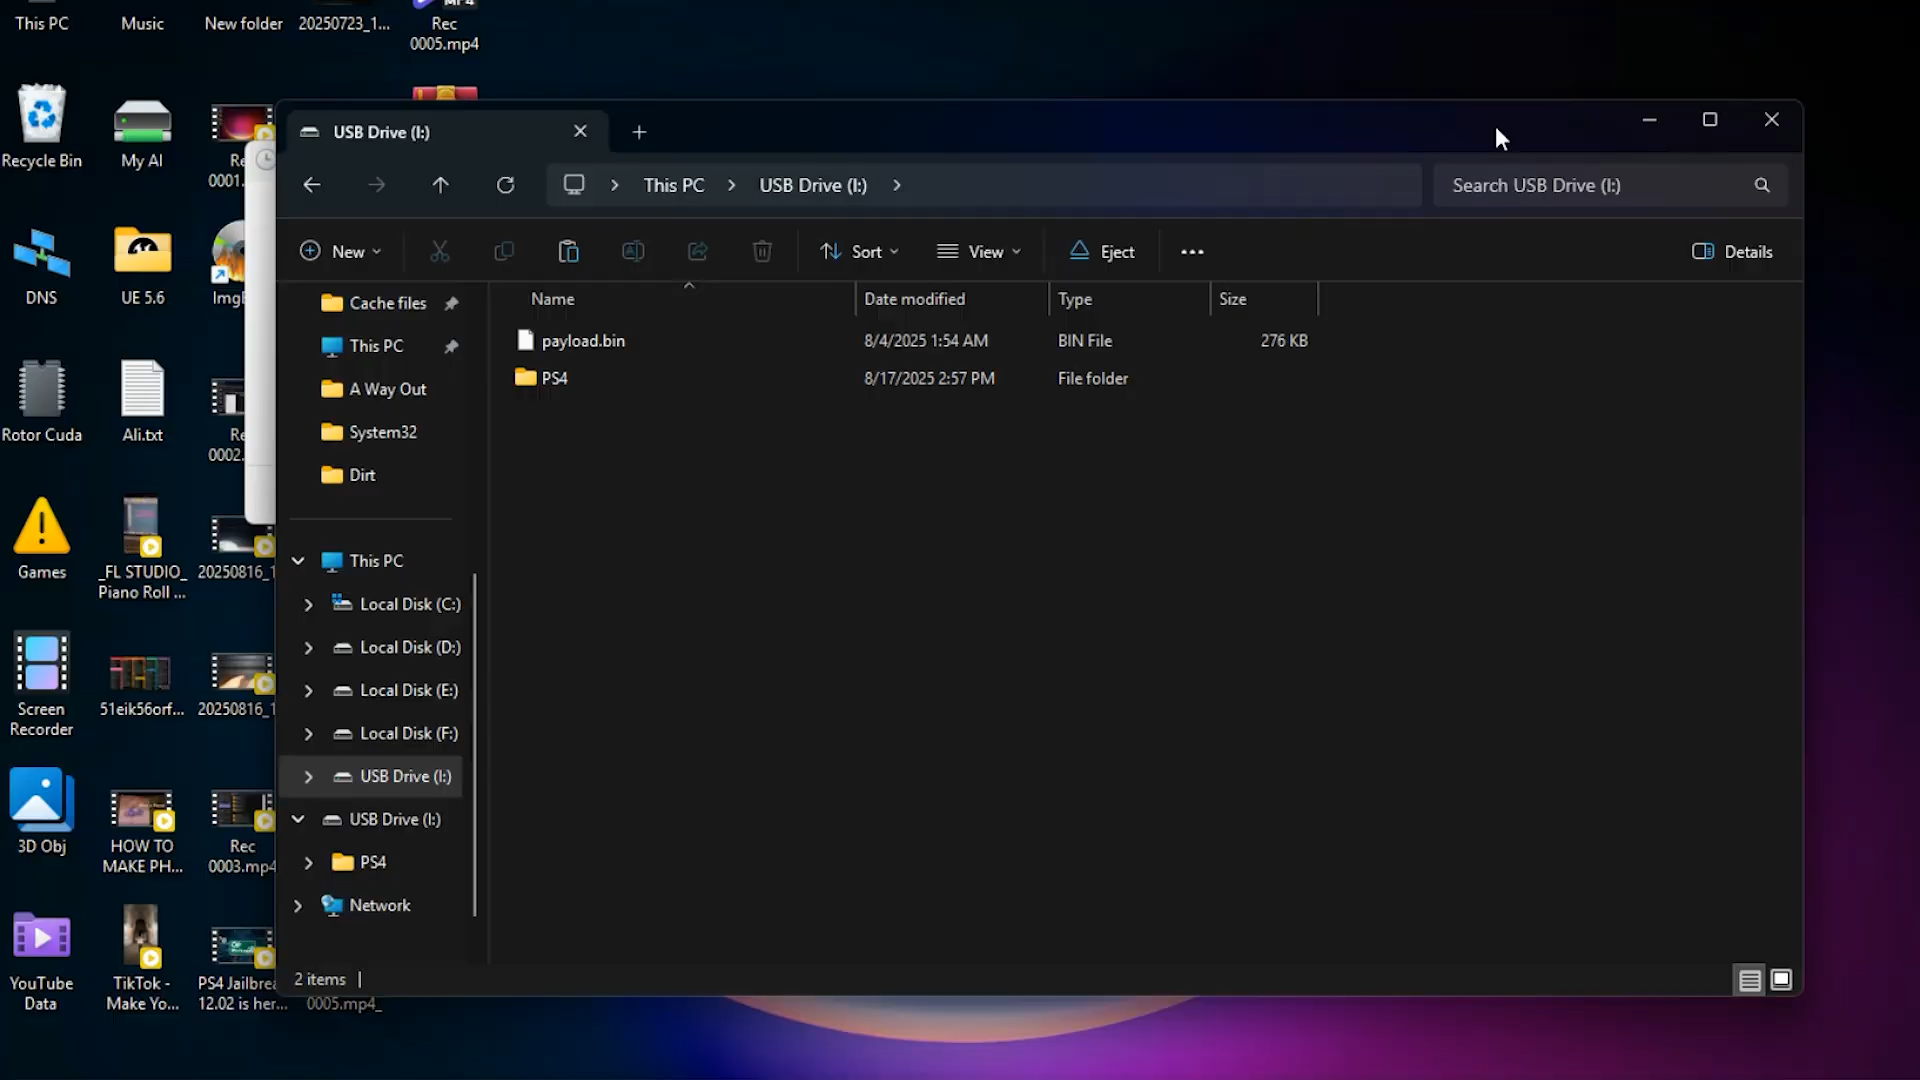 This PC
Music
New folder
20250723_1...
Rec
0005.mp4
Recycle Bin
My AI
0001.
DNS
UE 5.6
Rotor Cuda
Ali.txt
0002.
Games
_FL STUDIO_
Piano Roll ...
20250816_1
Screen
Recorder
51eik56orf...
20250816_1
3D Obj
HOW TO
MAKE PH...
Rec
0003.mp4
YouTube
Data
TikTok -
Make Yo...
PS4 Jailbrea
12.02 is her...
0005.mp4_
USB Drive (I:)
This PC
USB Drive (I:)
Search USB Drive (I:)
New
Sort
View
Eject
Details
Cache files
This PC
A Way Out
System32
Dirt
This PC
Local Disk (C:)
Local Disk (D:)
Local Disk (E:)
Local Disk (F:)
USB Drive (I:)
USB Drive (I:)
PS4
Network
Name Date modified Type Size
payload.bin 8/4/2025 1:54 AM BIN File 276 KB
PS4 8/17/2025 2:57 PM File folder
2 items